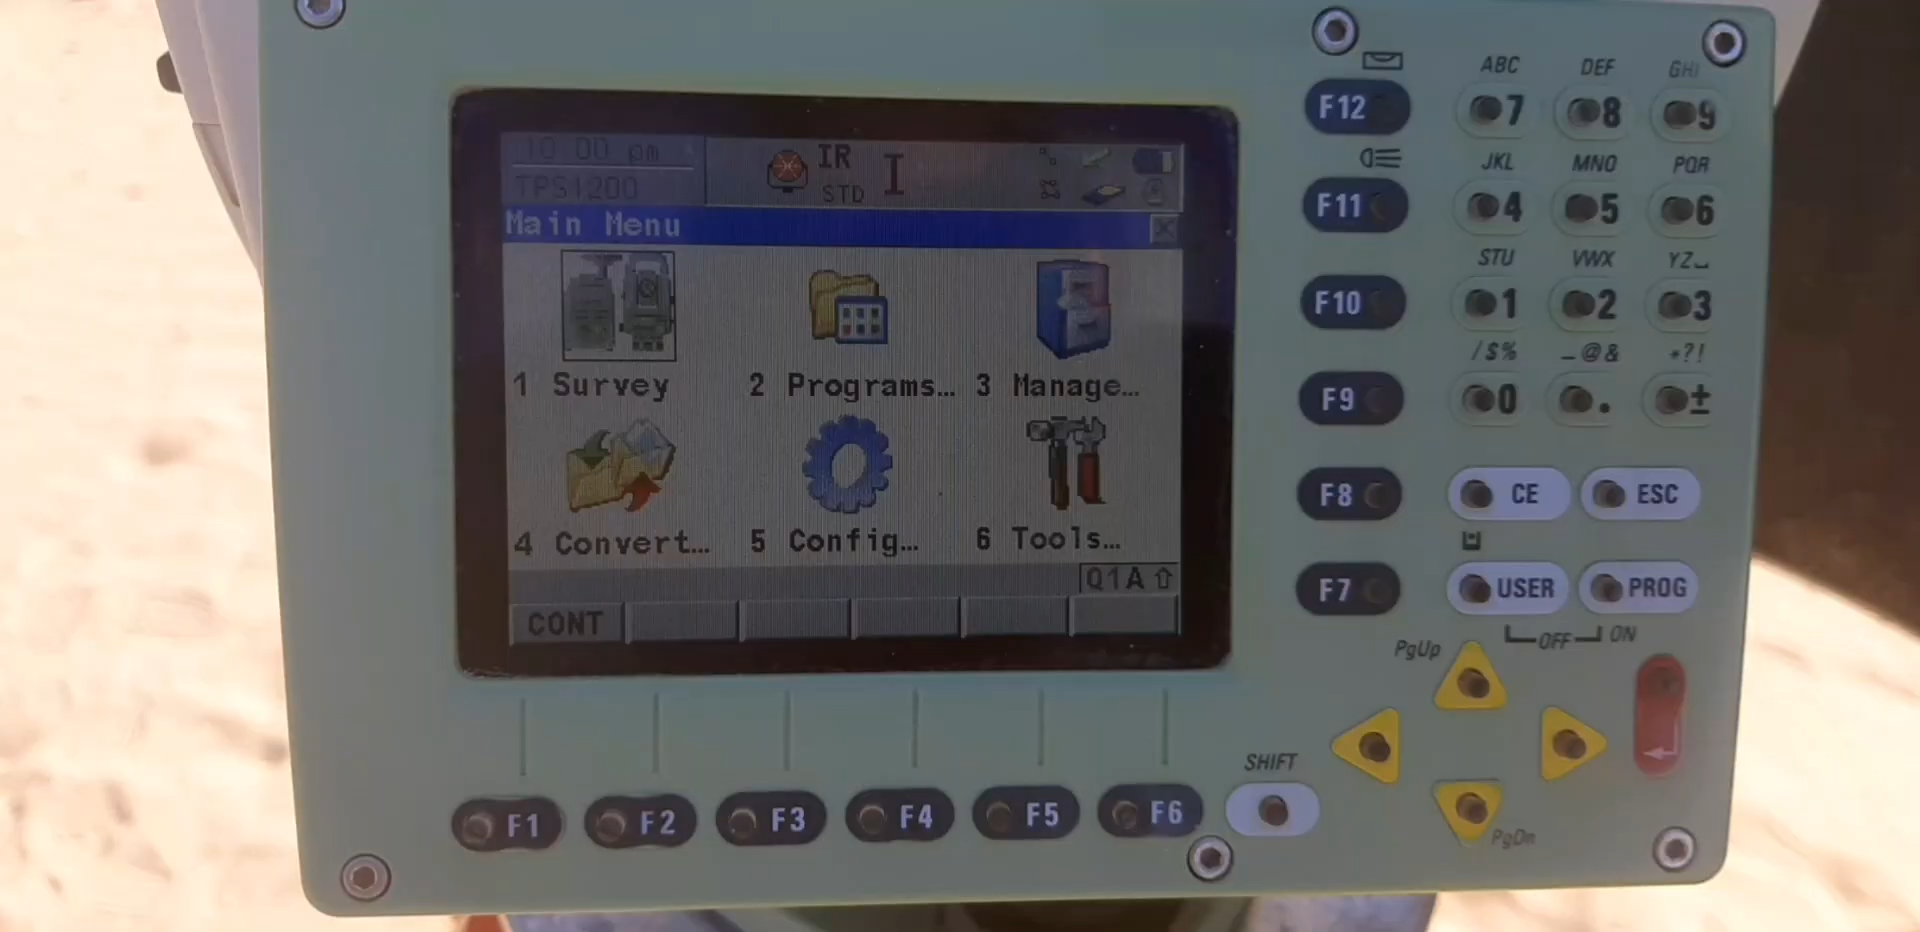 10:00 pm
IR
I
TPS1200
STD
Main Menu
1 Survey
2 Programs…
3 Manage…
4 Convert…
5 Config…
6 Tools…
Q1 A ⇧
CONT
F1
F2
F3
F4
F5
F6
SHIFT
F12
F11
F10
F9
F8
F7
ABC
DEF
GHI
7
8
9
JKL
MNO
PQR
4
5
6
STU
VWX
YZ␣
1
2
3
/$%
_@&
*?!
0
.
±
CE
ESC
USER
PROG
OFF
ON
PgUp
PgDn